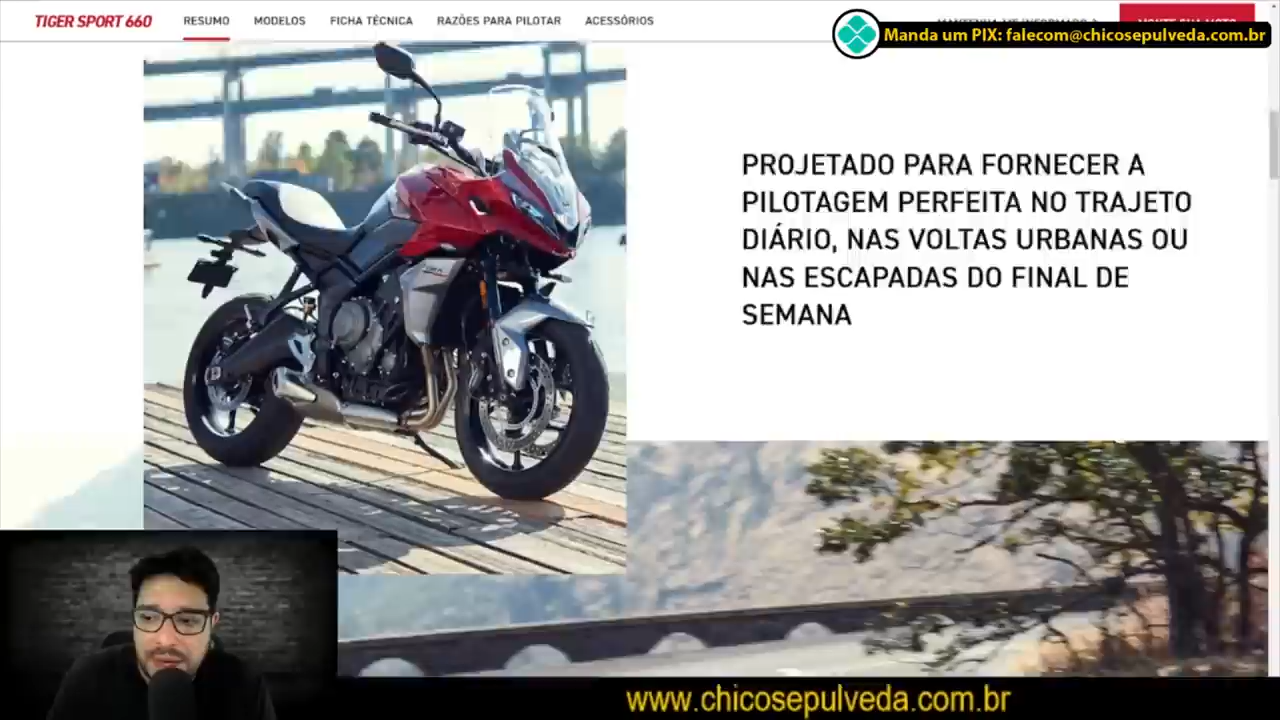 TIGER SPORT 660
RESUMO
MODELOS
FICHA TÉCNICA
RAZÕES PARA PILOTAR
ACESSÓRIOS
Manda um PIX: falecom@chicosepulveda.com.br
PROJETADO PARA FORNECER A
PILOTAGEM PERFEITA NO TRAJETO
DIÁRIO, NAS VOLTAS URBANAS OU
NAS ESCAPADAS DO FINAL DE
SEMANA
www.chicosepulveda.com.br